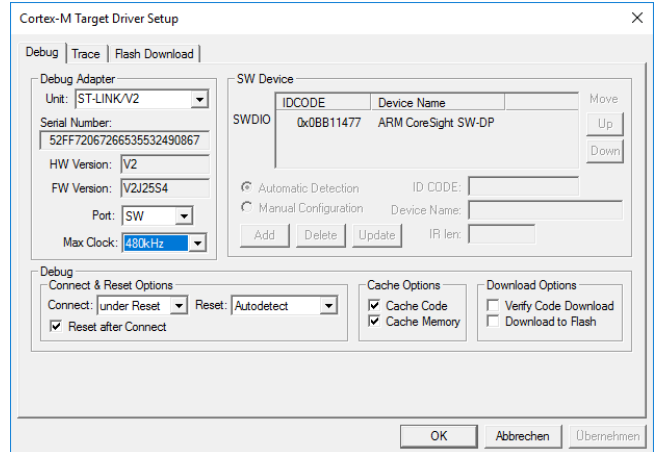 Cortex-M Target Driver Setup
Debug
Trace
Flash Download
Debug Adapter
Unit: ST-LINK/V2
Serial Number:
52FF72067266535532490867
HW Version: V2
FW Version: V2J25S4
Port: SW
Max Clock: 480kHz
SW Device
IDCODE Device Name
SWDIO 0x0BB11477 ARM CoreSight SW-DP
Move
Up
Down
Automatic Detection ID CODE:
Manual Configuration Device Name:
Add Delete Update IR len:
Debug
Connect & Reset Options
Connect: under Reset Reset: Autodetect
Reset after Connect
Cache Options
Cache Code
Cache Memory
Download Options
Verify Code Download
Download to Flash
OK Abbrechen Übernehmen